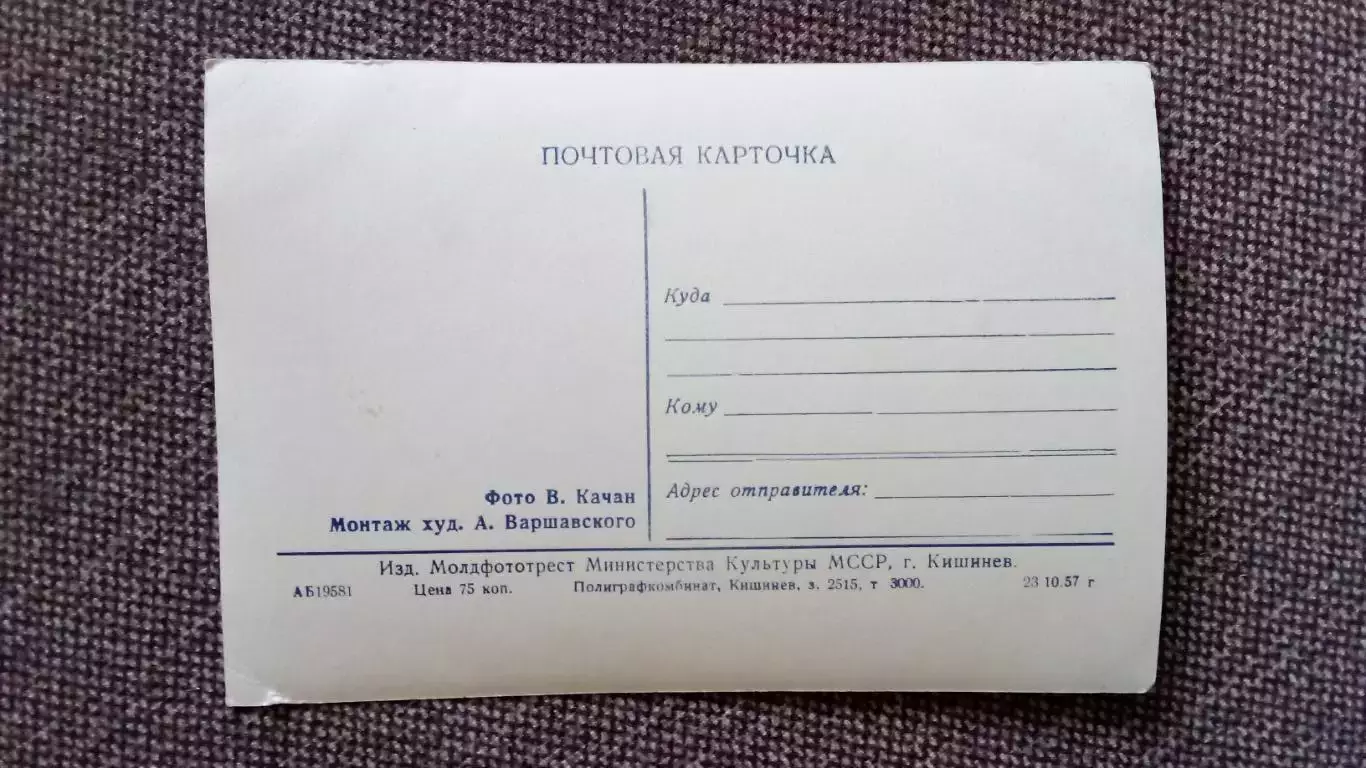 ПОЧТОВАЯ КАРТОЧКА
Куда
Кому
Адрес отправителя:
Фото В. Качан
Монтаж худ. А. Варшавского
Изд. Молдфототрест Министерства Культуры МССР, г. Кишинев.
АБ19581 Цена 75 коп. Полиграфкомбинат, Кишинев, з. 2515, т 3000. 23 10.57 г